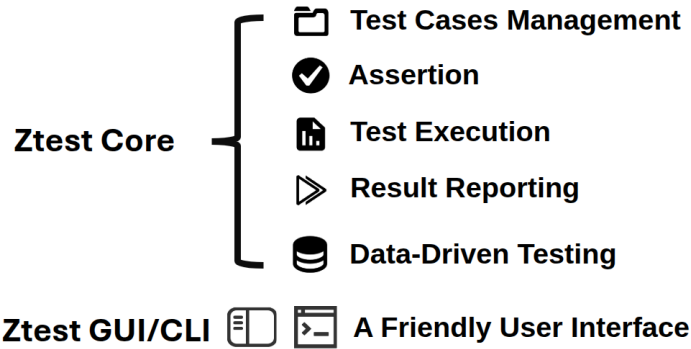 Test Cases Management
Assertion
Ztest Core
Test Execution
Result Reporting
Data-Driven Testing
Ztest GUI/CLI A Friendly User Interface